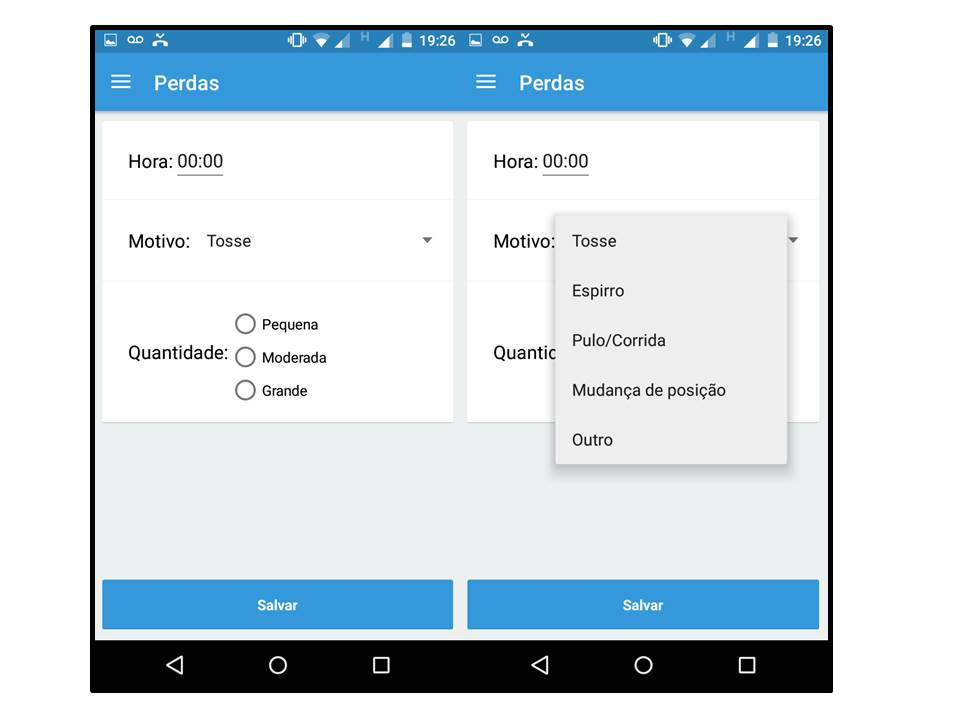 H 19:26
Perdas
Hora: 00:00
Motivo: Tosse
Quantidade:
Pequena
Moderada
Grande
Salvar
H 19:26
Perdas
Hora: 00:00
Motivo:
Tosse
Espirro
Pulo/Corrida
Mudança de posição
Outro
Quantid
Salvar